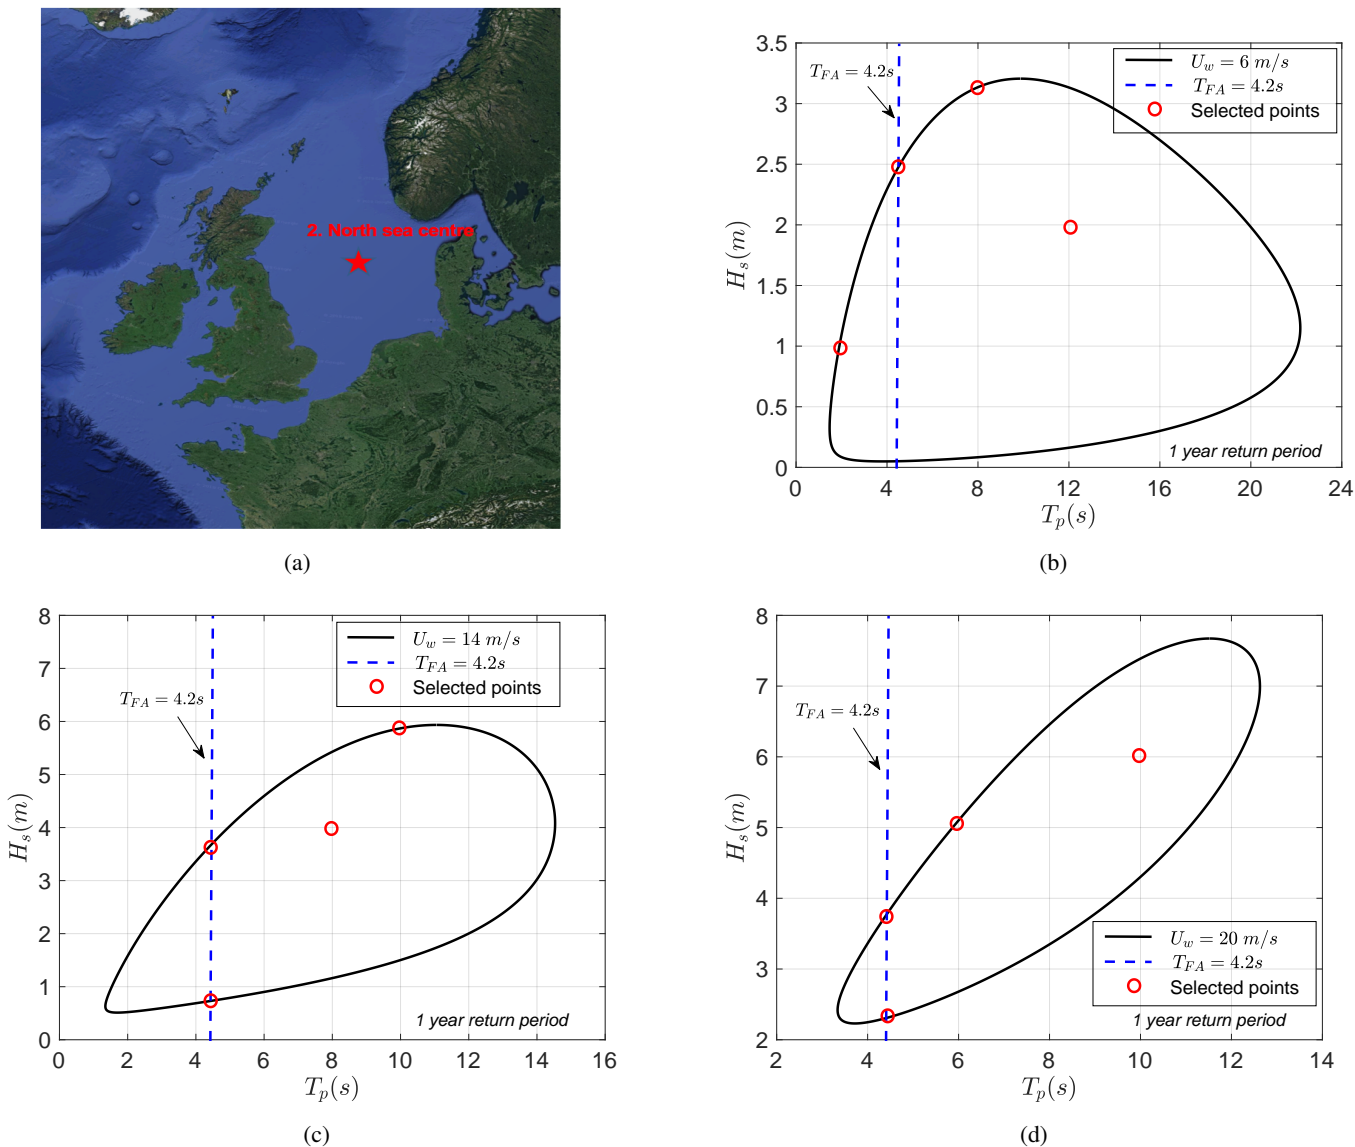 2. North sea centre
(a)
3.5
3
2.5
2
1.5
1
0.5
0
H_s(m)
T_FA = 4.2s
U_w = 6 m/s
T_FA = 4.2s
Selected points
1 year return period
0 4 8 12 16 20 24
T_p(s)
(b)
8
7
6
5
4
3
2
1
0
H_s(m)
T_FA = 4.2s
U_w = 14 m/s
T_FA = 4.2s
Selected points
1 year return period
0 2 4 6 8 10 12 14 16
T_p(s)
(c)
8
7
6
5
4
3
2
H_s(m)
T_FA = 4.2s
U_w = 20 m/s
T_FA = 4.2s
Selected points
1 year return period
2 4 6 8 10 12 14
T_p(s)
(d)